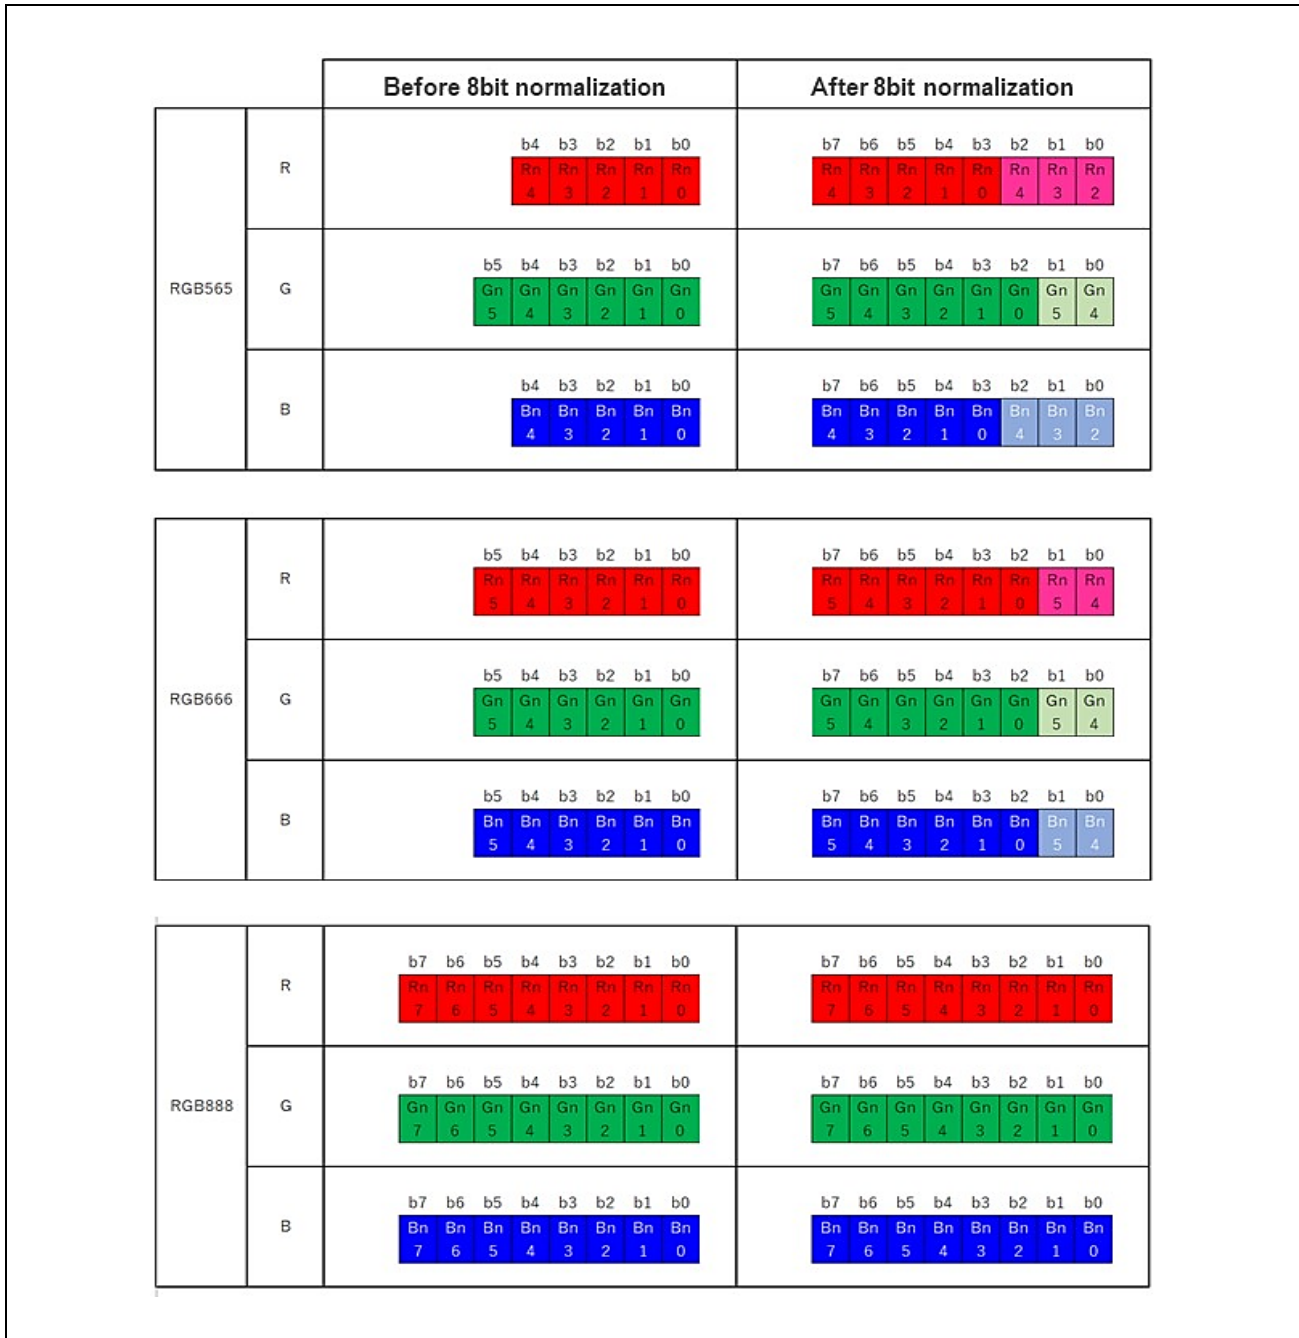 Before 8bit normalization After 8bit normalization
b4 b3 b2 b1 b0 b7 b6 b5 b4 b3 b2 b1 b0
R Rn Rn Rn Rn Rn Rn Rn Rn Rn Rn Rn Rn Rn
4 3 2 1 0 4 3 2 1 0 4 3 2
b5 b4 b3 b2 b1 b0 b7 b6 b5 b4 b3 b2 b1 b0
RGB565 G Gn Gn Gn Gn Gn Gn Gn Gn Gn Gn Gn Gn Gn Gn
5 4 3 2 1 0 5 4 3 2 1 0 5 4
b4 b3 b2 b1 b0 b7 b6 b5 b4 b3 b2 b1 b0
B Bn Bn Bn Bn Bn Bn Bn Bn Bn Bn Bn Bn Bn
4 3 2 1 0 4 3 2 1 0 4 3 2
b5 b4 b3 b2 b1 b0 b7 b6 b5 b4 b3 b2 b1 b0
R Rn Rn Rn Rn Rn Rn Rn Rn Rn Rn Rn Rn Rn Rn
5 4 3 2 1 0 5 4 3 2 1 0 5 4
b5 b4 b3 b2 b1 b0 b7 b6 b5 b4 b3 b2 b1 b0
RGB666 G Gn Gn Gn Gn Gn Gn Gn Gn Gn Gn Gn Gn Gn Gn
5 4 3 2 1 0 5 4 3 2 1 0 5 4
b5 b4 b3 b2 b1 b0 b7 b6 b5 b4 b3 b2 b1 b0
B Bn Bn Bn Bn Bn Bn Bn Bn Bn Bn Bn Bn Bn Bn
5 4 3 2 1 0 5 4 3 2 1 0 5 4
b7 b6 b5 b4 b3 b2 b1 b0 b7 b6 b5 b4 b3 b2 b1 b0
R Rn Rn Rn Rn Rn Rn Rn Rn Rn Rn Rn Rn Rn Rn Rn Rn
7 6 5 4 3 2 1 0 7 6 5 4 3 2 1 0
b7 b6 b5 b4 b3 b2 b1 b0 b7 b6 b5 b4 b3 b2 b1 b0
RGB888 G Gn Gn Gn Gn Gn Gn Gn Gn Gn Gn Gn Gn Gn Gn Gn Gn
7 6 5 4 3 2 1 0 7 6 5 4 3 2 1 0
b7 b6 b5 b4 b3 b2 b1 b0 b7 b6 b5 b4 b3 b2 b1 b0
B Bn Bn Bn Bn Bn Bn Bn Bn Bn Bn Bn Bn Bn Bn Bn Bn
7 6 5 4 3 2 1 0 7 6 5 4 3 2 1 0